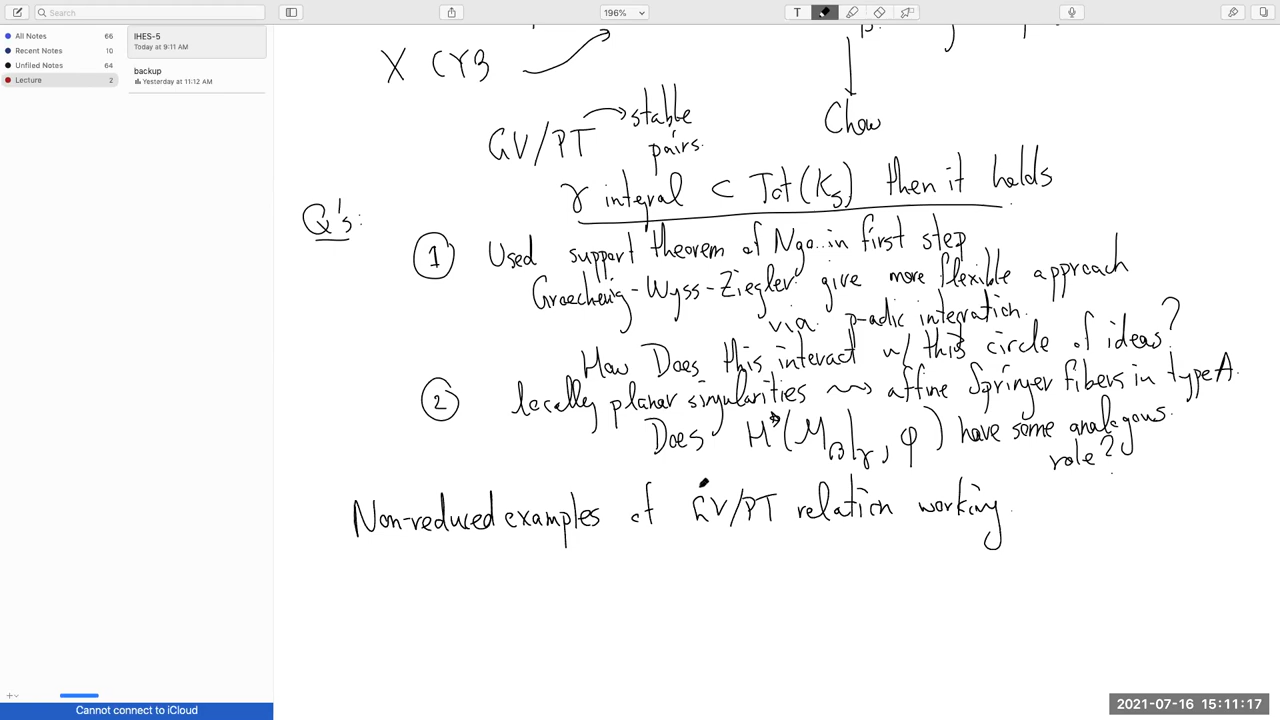 Search
196%
T
All Notes 66
Recent Notes 10
Unfiled Notes 64
Lecture 2
IHES-5
Today at 9:11 AM
backup
Yesterday at 11:12 AM
X CY3
Chow
GV/PT → stable pairs.
γ integral ⊂ Tot(K_S) then it holds
Q's:
① Used support theorem of Ngo.. in first step
Groechenig-Wyss-Ziegler give more flexible approach
via p-adic integration.
How Does this interact w/ this circle of ideas?
② locally planar singularities ⇝ affine Springer fibers in type A.
Does H*(M_β|_γ, φ) have some analogous
role?
Non-reduced examples of GV/PT relation working.
Cannot connect to iCloud
2021-07-16 15:11:17